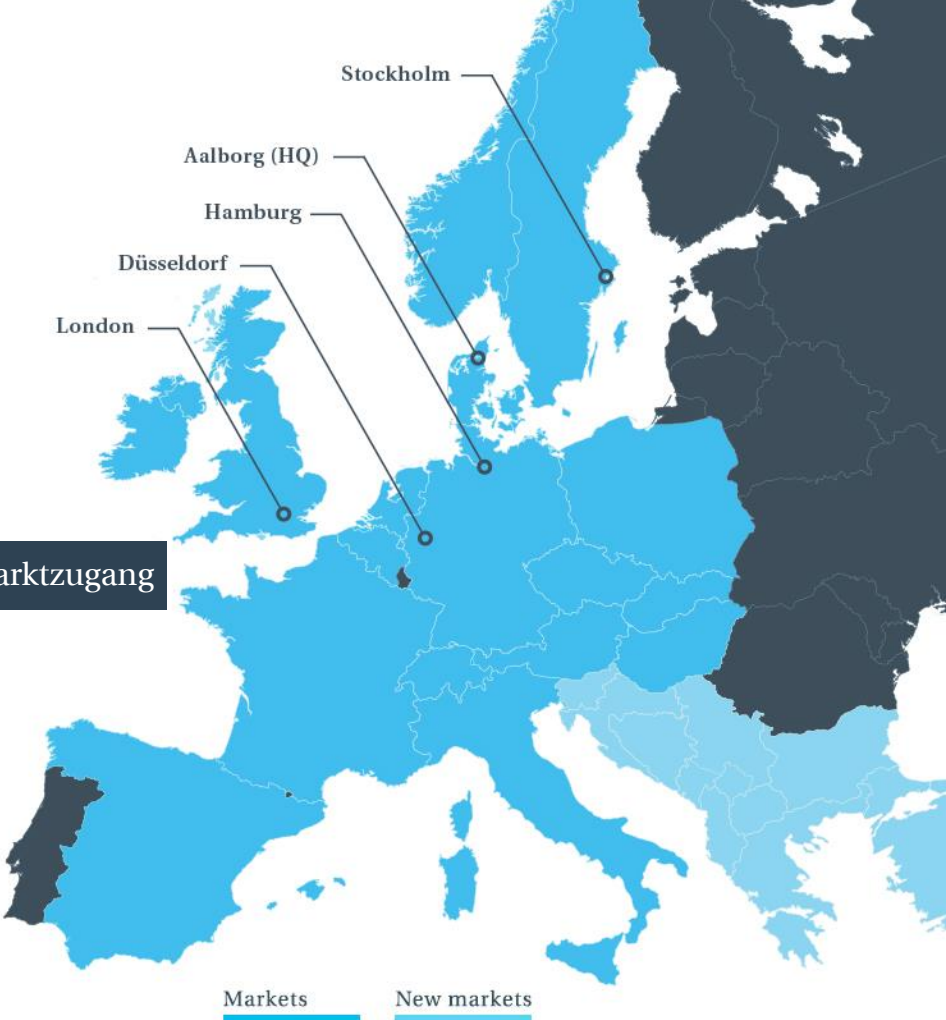 Stockholm
Aalborg (HQ)
Hamburg
Düsseldorf
London
arktzugang
Markets
New markets